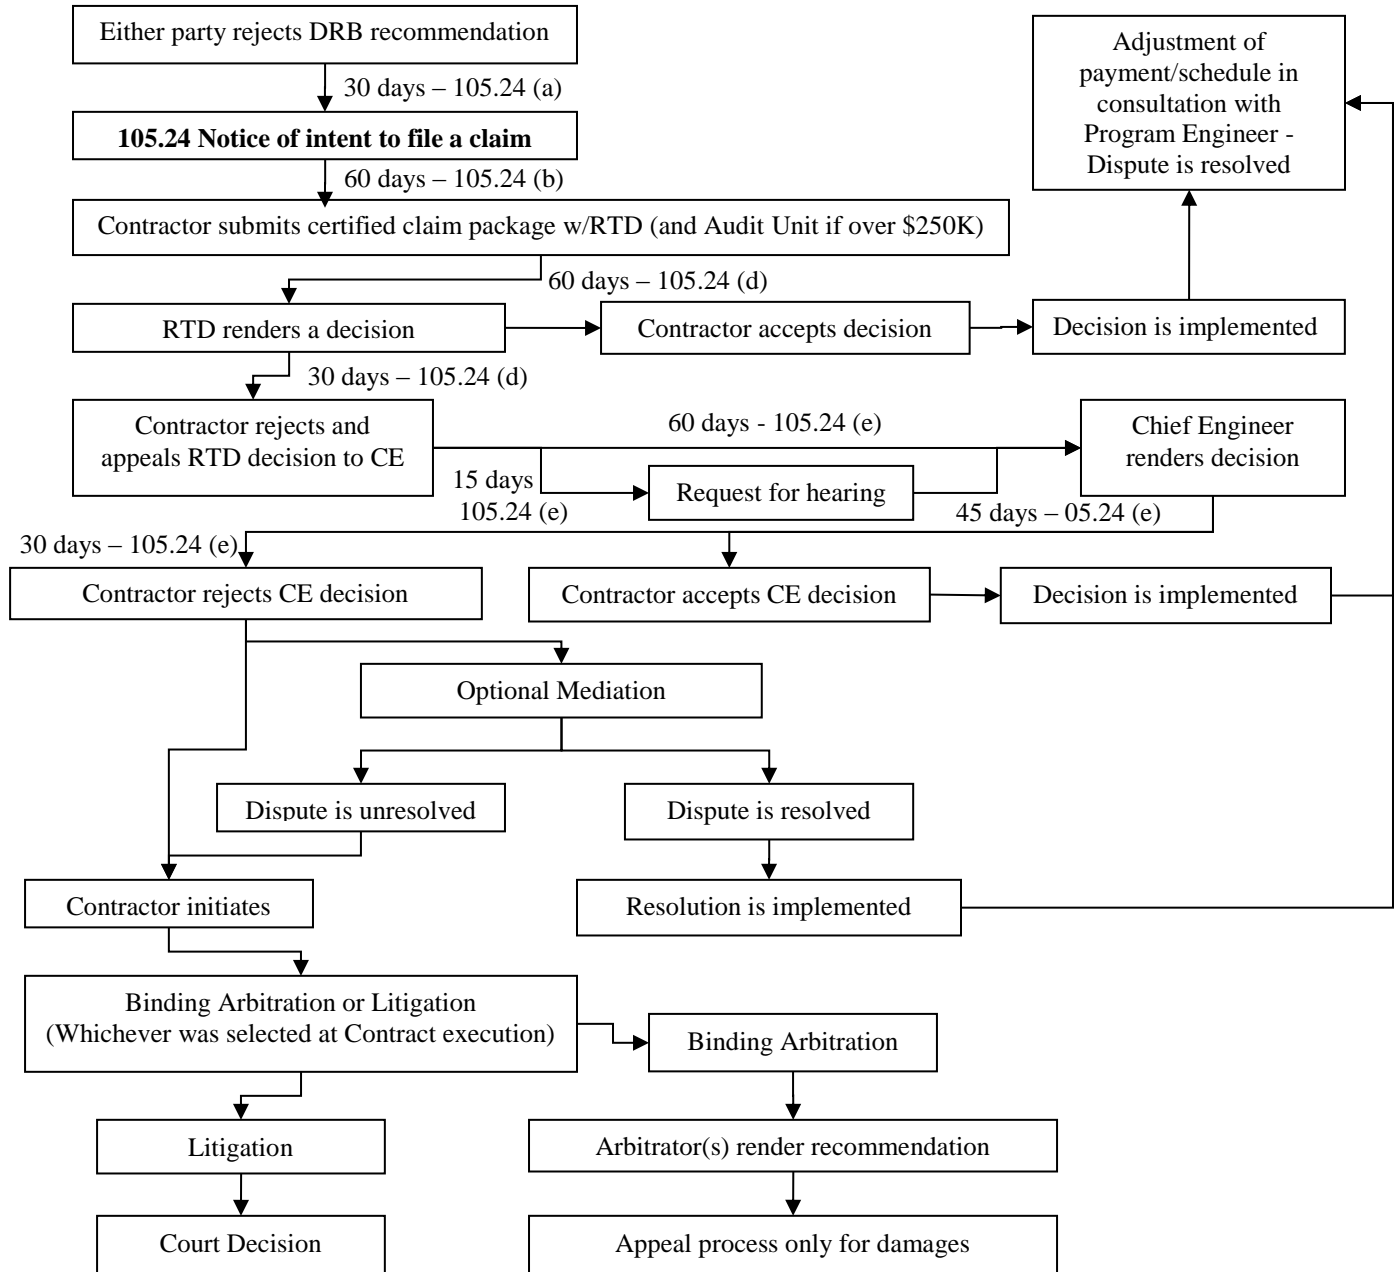 Either party rejects DRB recommendation
30 days – 105.24 (a)
105.24 Notice of intent to file a claim
60 days – 105.24 (b)
Contractor submits certified claim package w/RTD (and Audit Unit if over $250K)
60 days – 105.24 (d)
Adjustment of
payment/schedule in
consultation with
Program Engineer -
Dispute is resolved
RTD renders a decision
Contractor accepts decision
Decision is implemented
30 days – 105.24 (d)
Contractor rejects and
appeals RTD decision to CE
60 days - 105.24 (e)
15 days
105.24 (e)
Request for hearing
45 days – 05.24 (e)
Chief Engineer
renders decision
30 days – 105.24 (e)
Contractor rejects CE decision
Contractor accepts CE decision
Decision is implemented
Optional Mediation
Dispute is unresolved
Dispute is resolved
Contractor initiates
Resolution is implemented
Binding Arbitration or Litigation
(Whichever was selected at Contract execution)
Binding Arbitration
Litigation
Arbitrator(s) render recommendation
Court Decision
Appeal process only for damages